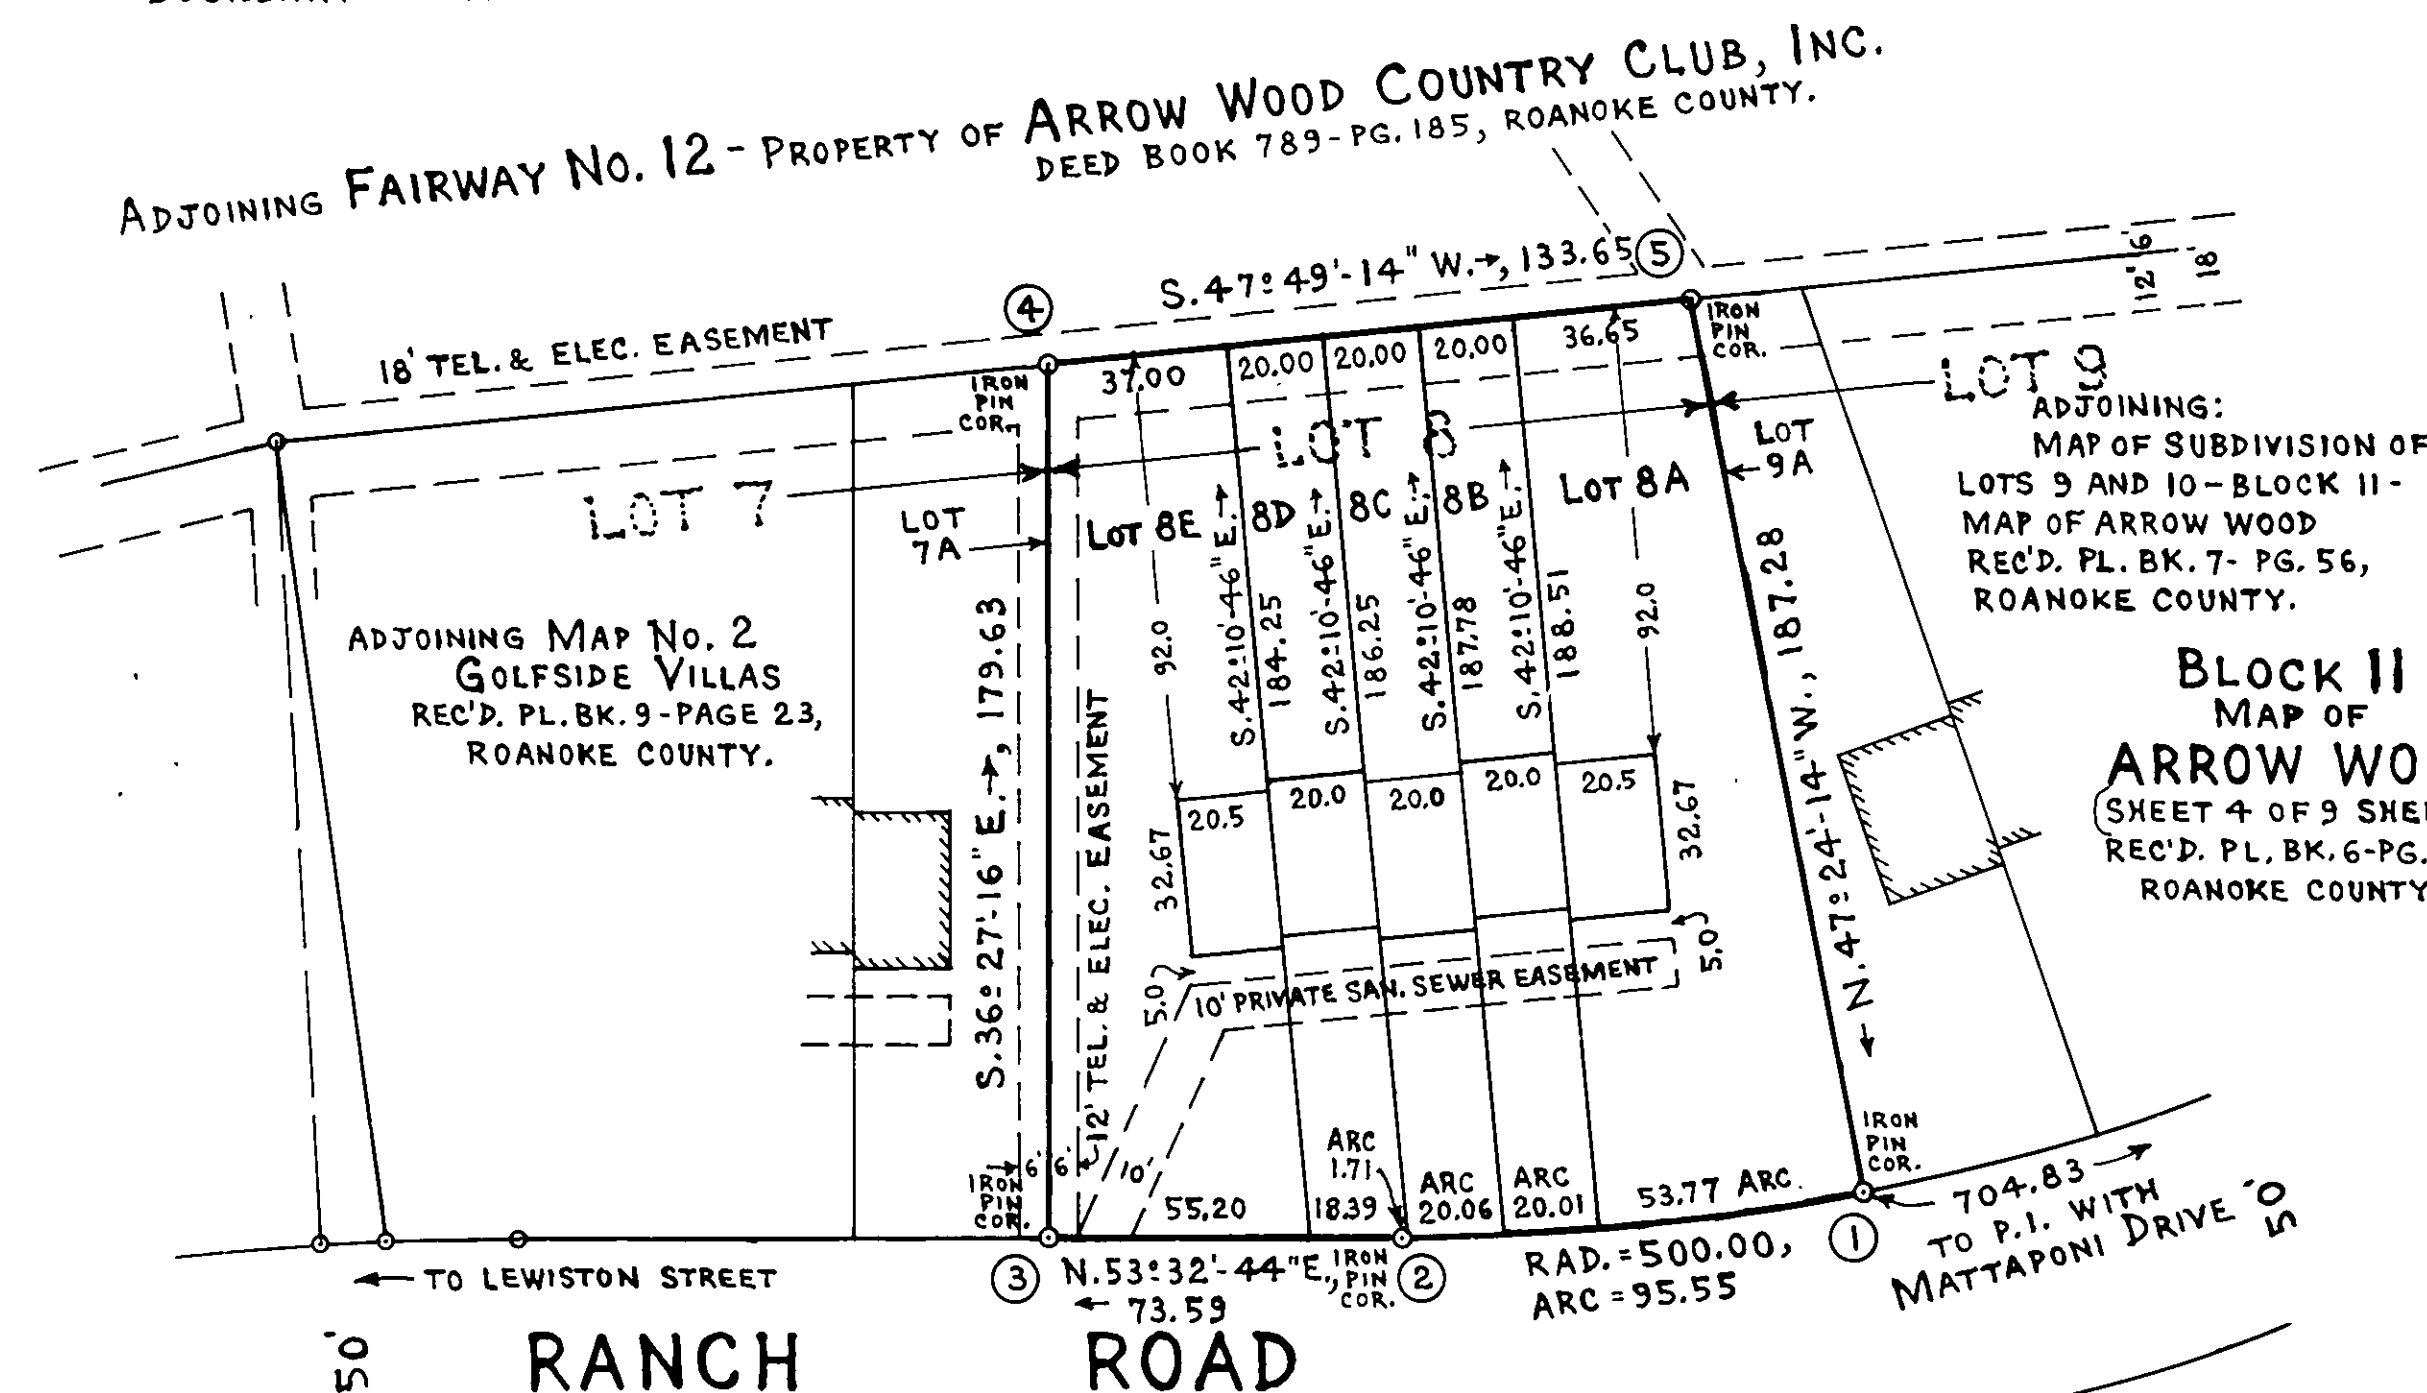 ADJOINING FAIRWAY NO. 12 - PROPERTY OF ARROW WOOD COUNTRY CLUB, INC.
DEED BOOK 789-PG. 185, ROANOKE COUNTY.
S. 47°49'-14" W.→, 133.65
5
4
18' TEL. & ELEC. EASEMENT
6'
12'
18
IRON
PIN
COR.
IRON
PIN
COR.
37.00
20.00
20.00
20.00
36.65
LOT 7
LOT 8
LOT 9
ADJOINING:
MAP OF SUBDIVISION OF
LOTS 9 AND 10-BLOCK 11-
MAP OF ARROW WOOD
REC'D. PL. BK. 7- PG. 56,
ROANOKE COUNTY.
LOT
9A
LOT
7A
LOT 8E
8D
8C
8B
LOT 8A
S. 42°10'-46" E.→
184.25
S. 42°10'-46" E.→
186.25
S. 42°10'-46" E.→
187.78
S. 42°10'-46" E.→
188.51
92.0
92.0
ADJOINING MAP NO. 2
GOLFSIDE VILLAS
REC'D. PL. BK. 9-PAGE 23,
ROANOKE COUNTY.
S. 36°27'-16" E.→, 179.63
12' TEL. & ELEC. EASEMENT
← N. 47°24'-14" W., 187.28
BLOCK 11
MAP OF
ARROW WO
(SHEET 4 OF 9 SHE
REC'D. PL. BK. 6-PG.
ROANOKE COUNTY
20.5
20.0
20.0
20.0
20.5
32.67
32.67
5.0
5.0
10' PRIVATE SAN. SEWER EASEMENT
6' 6'
10'
IRON
PIN
COR.
55.20
18.39
ARC
1.71
ARC
20.06
ARC
20.01
53.77 ARC.
IRON
PIN
COR.
← TO LEWISTON STREET
3
N. 53°32'-44" E.,
← 73.59
IRON
PIN
COR.
2
RAD. = 500.00,
ARC = 95.55
1
704.83
TO P.I. WITH
MATTAPONI DRIVE
50'
50'
RANCH ROAD